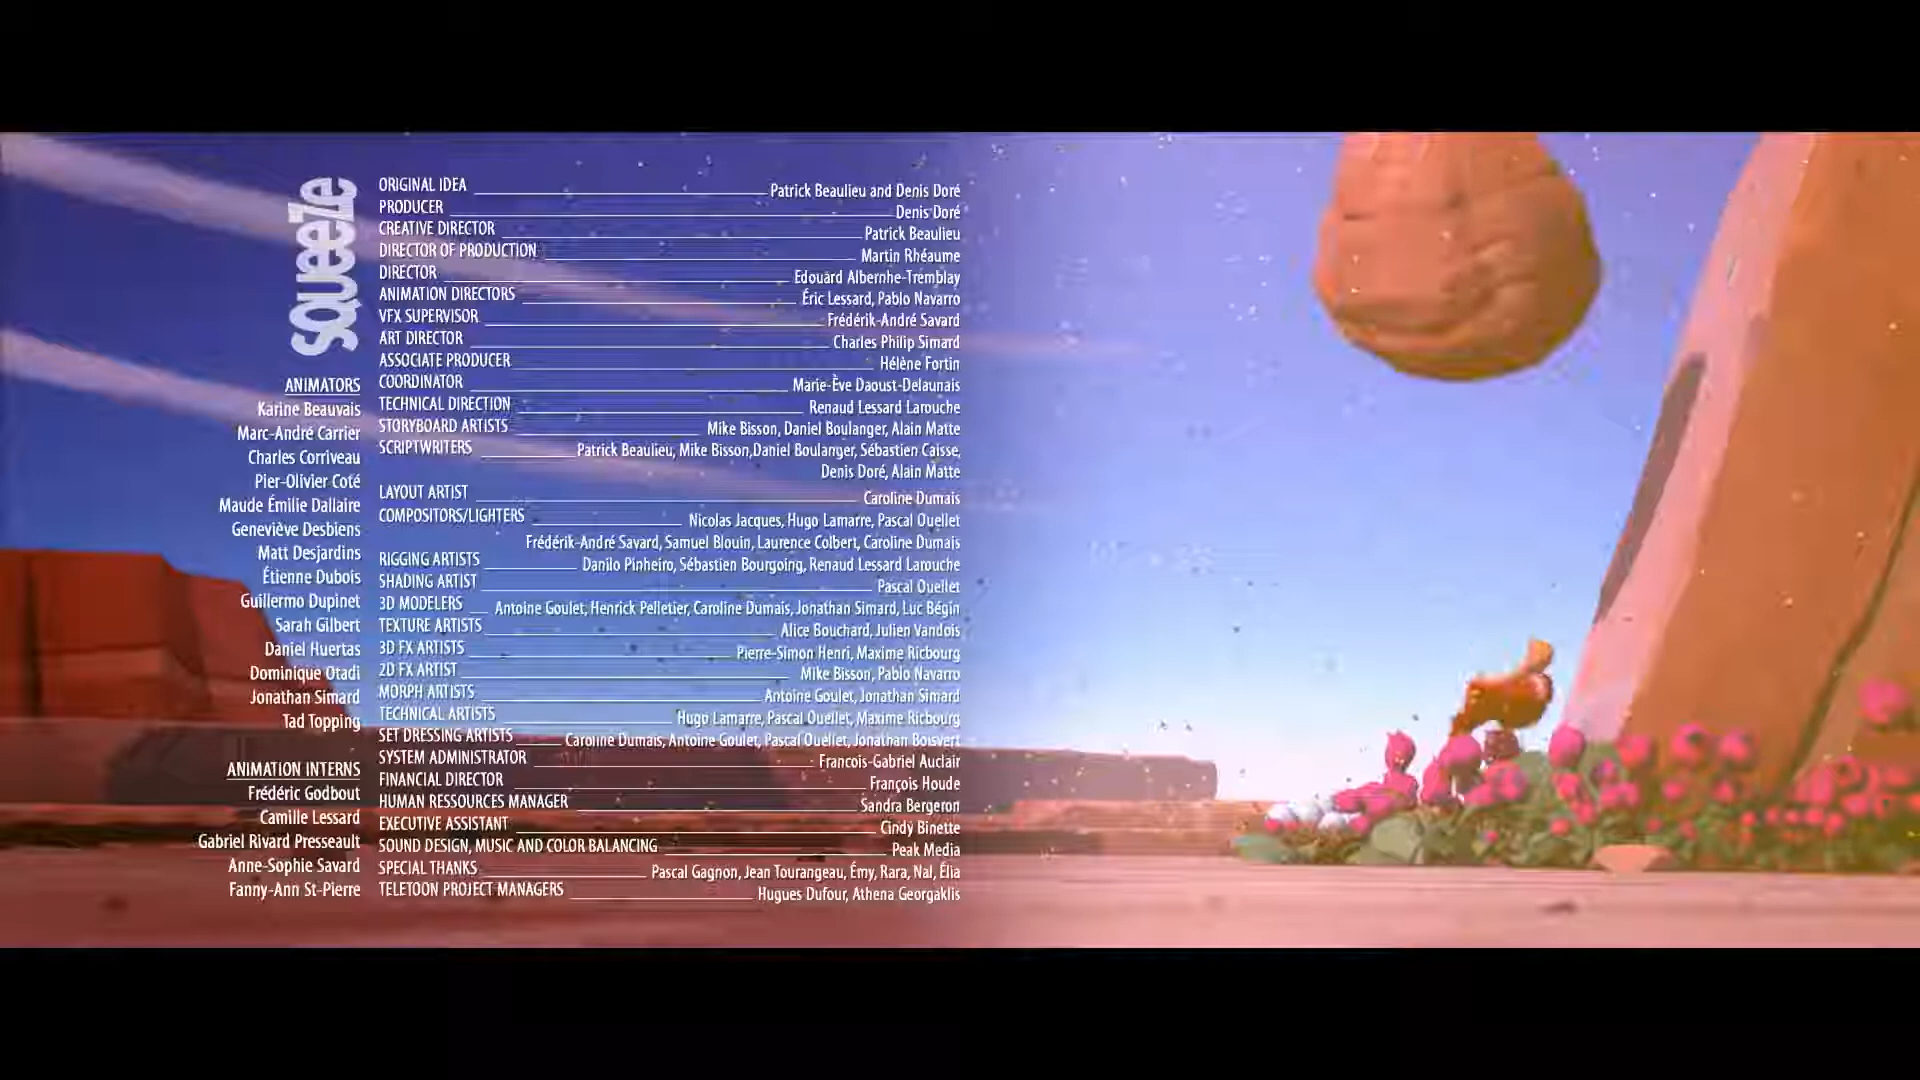 squeeze
ANIMATORS
Karine Beauvais
Marc-André Carrier
Charles Corriveau
Pier-Olivier Coté
Maude Émilie Dallaire
Geneviève Desbiens
Matt Desjardins
Étienne Dubois
Guillermo Dupinet
Sarah Gilbert
Daniel Huertas
Dominique Otadi
Jonathan Simard
Tad Topping
ANIMATION INTERNS
Frédéric Godbout
Camille Lessard
Gabriel Rivard Presseault
Anne-Sophie Savard
Fanny-Ann St-Pierre
ORIGINAL IDEA Patrick Beaulieu and Denis Doré
PRODUCER Denis Doré
CREATIVE DIRECTOR Patrick Beaulieu
DIRECTOR OF PRODUCTION Martin Rhéaume
DIRECTOR Edouard Albernhe-Tremblay
ANIMATION DIRECTORS Éric Lessard, Pablo Navarro
VFX SUPERVISOR Frédérik-André Savard
ART DIRECTOR Charles Philip Simard
ASSOCIATE PRODUCER Hélène Fortin
COORDINATOR Marie-Ève Daoust-Delaunais
TECHNICAL DIRECTION Renaud Lessard Larouche
STORYBOARD ARTISTS Mike Bisson, Daniel Boulanger, Alain Matte
SCRIPTWRITERS Patrick Beaulieu, Mike Bisson,Daniel Boulanger, Sébastien Caisse,
Denis Doré, Alain Matte
LAYOUT ARTIST Caroline Dumais
COMPOSITORS/LIGHTERS Nicolas Jacques, Hugo Lamarre, Pascal Ouellet
Frédérik-André Savard, Samuel Blouin, Laurence Colbert, Caroline Dumais
RIGGING ARTISTS Danilo Pinheiro, Sébastien Bourgoing, Renaud Lessard Larouche
SHADING ARTIST Pascal Ouellet
3D MODELERS Antoine Goulet, Henrick Pelletier, Caroline Dumais, Jonathan Simard, Luc Bégin
TEXTURE ARTISTS Alice Bouchard, Julien Vandois
3D FX ARTISTS Pierre-Simon Henri, Maxime Ricbourg
2D FX ARTIST Mike Bisson, Pablo Navarro
MORPH ARTISTS Antoine Goulet, Jonathan Simard
TECHNICAL ARTISTS Hugo Lamarre, Pascal Ouellet, Maxime Ricbourg
SET DRESSING ARTISTS Caroline Dumais, Antoine Goulet, Pascal Ouellet, Jonathan Boisvert
SYSTEM ADMINISTRATOR Francois-Gabriel Auclair
FINANCIAL DIRECTOR François Houde
HUMAN RESSOURCES MANAGER Sandra Bergeron
EXECUTIVE ASSISTANT Cindy Binette
SOUND DESIGN, MUSIC AND COLOR BALANCING Peak Media
SPECIAL THANKS Pascal Gagnon, Jean Tourangeau, Émy, Rara, Nal, Élia
TELETOON PROJECT MANAGERS Hugues Dufour, Athena Georgaklis